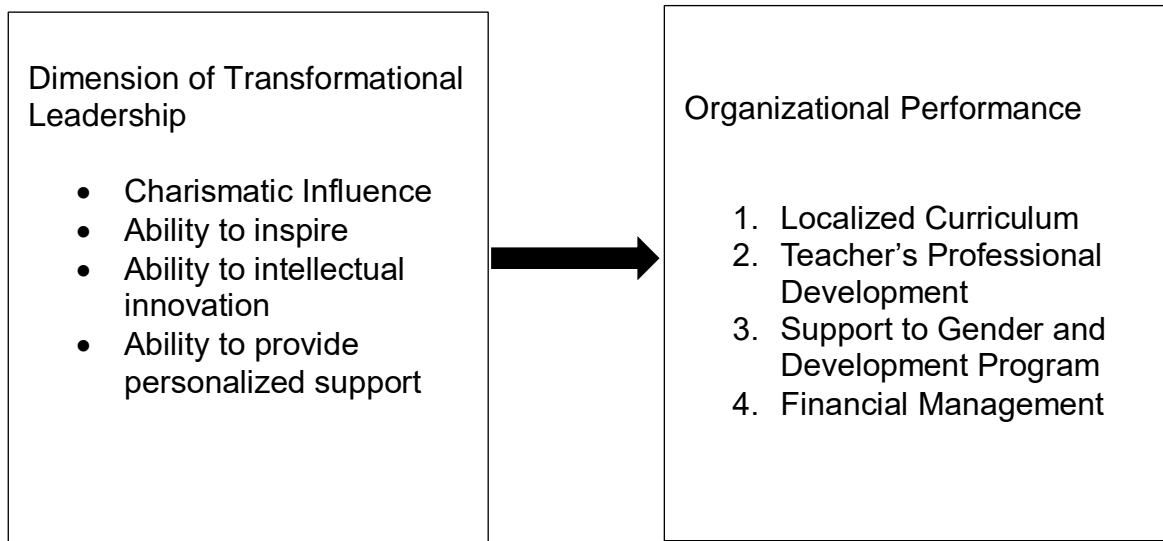 Dimension of Transformational
Leadership
• Charismatic Influence
• Ability to inspire
• Ability to intellectual
innovation
• Ability to provide
personalized support
Organizational Performance
1. Localized Curriculum
2. Teacher’s Professional
Development
3. Support to Gender and
Development Program
4. Financial Management